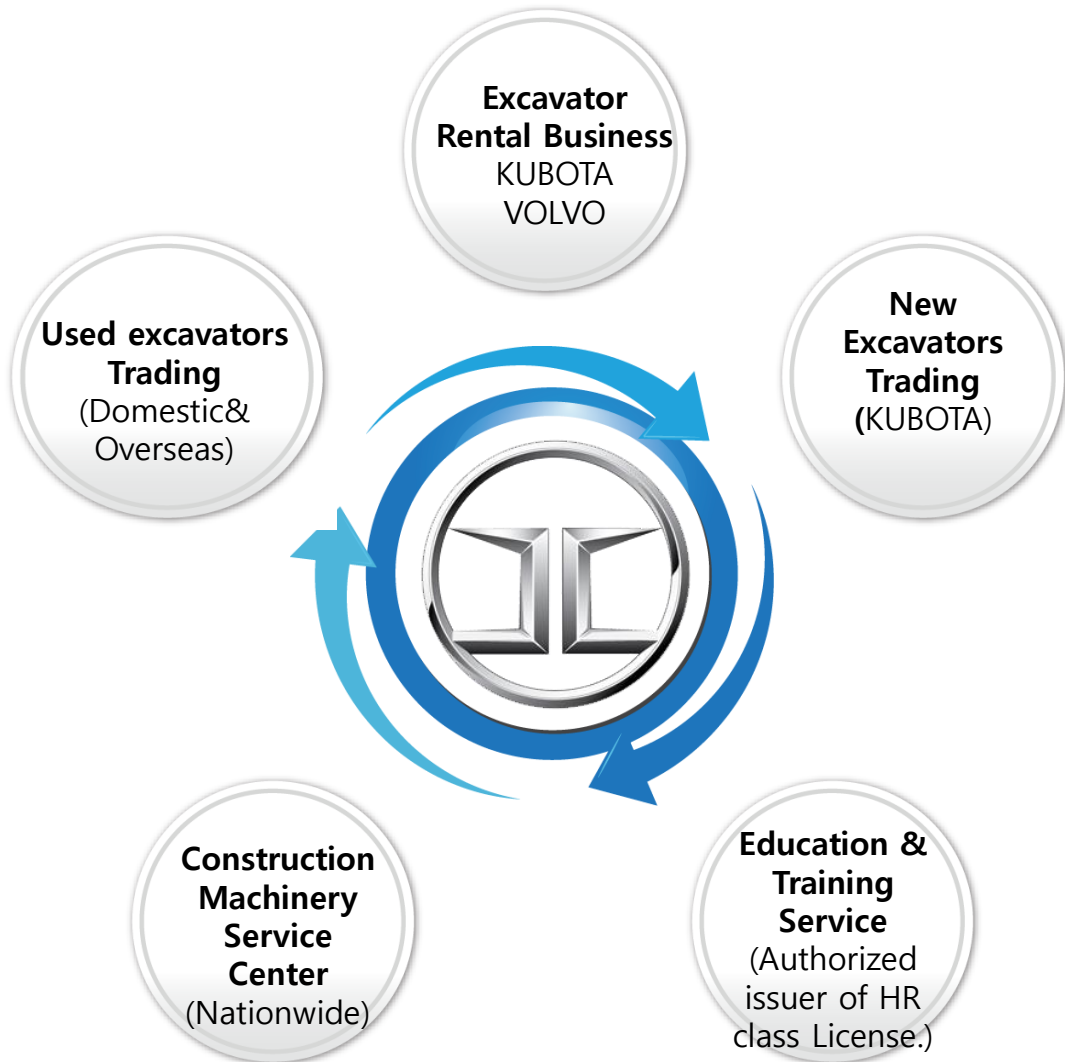 Excavator
Rental Business
KUBOTA
VOLVO
Used excavators
Trading
(Domestic&
Overseas)
New
Excavators
Trading
(KUBOTA)
Construction
Machinery
Service
Center
(Nationwide)
Education &
Training
Service
(Authorized
issuer of HR
class License.)